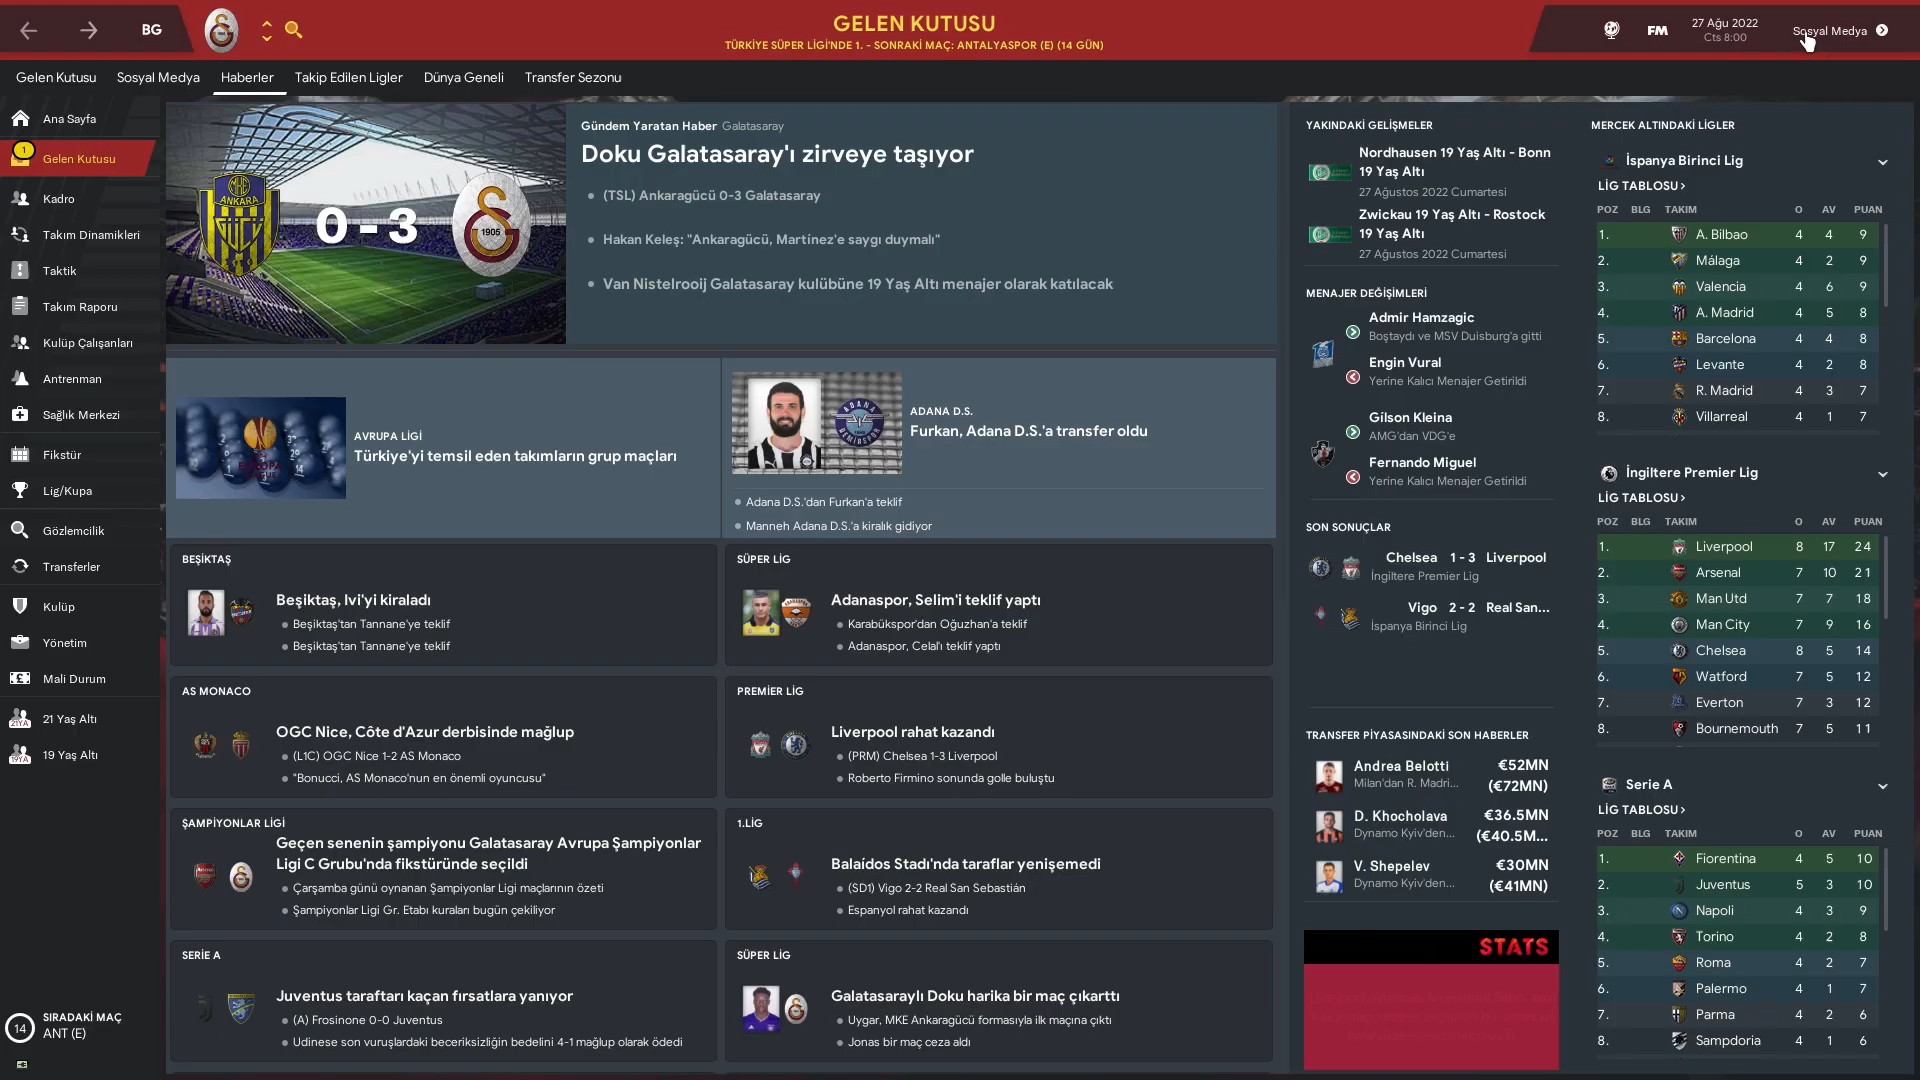 BG
GELEN KUTUSU
TÜRKİYE SÜPER LİGİ'NDE 1. - SONRAKİ MAÇ: ANTALYASPOR (E) (14 GÜN)
FM
27 Ağu 2022
Cts 8:00
Sosyal Medya
Gelen Kutusu
Sosyal Medya
Haberler
Takip Edilen Ligler
Dünya Geneli
Transfer Sezonu
Ana Sayfa
1
Gelen Kutusu
Kadro
Takım Dinamikleri
Taktik
Takım Raporu
Kulüp Çalışanları
Antrenman
Sağlık Merkezi
Fikstür
Lig/Kupa
Gözlemcilik
Transferler
Kulüp
Yönetim
Mali Durum
21YA
21 Yaş Altı
19YA
19 Yaş Altı
14
SIRADAKİ MAÇ
ANT (E)
ANKARA
GÜCÜ
0 - 3
1905
Gündem Yaratan Haber Galatasaray
Doku Galatasaray'ı zirveye taşıyor
(TSL) Ankaragücü 0-3 Galatasaray
Hakan Keleş: "Ankaragücü, Martínez'e saygı duymalı"
Van Nistelrooij Galatasaray kulübüne 19 Yaş Altı menajer olarak katılacak
AVRUPA LİGİ
Türkiye'yi temsil eden takımların grup maçları
ADANA D.S.
Furkan, Adana D.S.'a transfer oldu
Adana D.S.'dan Furkan'a teklif
Manneh Adana D.S.'a kiralık gidiyor
BEŞİKTAŞ
Beşiktaş, Ivi'yi kiraladı
Beşiktaş'tan Tannane'ye teklif
Beşiktaş'tan Tannane'ye teklif
SÜPER LİG
Adanaspor, Selim'i teklif yaptı
Karabükspor'dan Oğuzhan'a teklif
Adanaspor, Celal'ı teklif yaptı
AS MONACO
OGC Nice, Côte d'Azur derbisinde mağlup
(L1C) OGC Nice 1-2 AS Monaco
"Bonucci, AS Monaco'nun en önemli oyuncusu"
PREMİER LİG
Liverpool rahat kazandı
(PRM) Chelsea 1-3 Liverpool
Roberto Firmino sonunda golle buluştu
ŞAMPİYONLAR LİGİ
Geçen senenin şampiyonu Galatasaray Avrupa Şampiyonlar
Ligi C Grubu'nda fikstüründe seçildi
Çarşamba günü oynanan Şampiyonlar Ligi maçlarının özeti
Şampiyonlar Ligi Gr. Etabı kuraları bugün çekiliyor
1.LİG
Balaídos Stadı'nda taraflar yenişemedi
(SD1) Vigo 2-2 Real San Sebastián
Espanyol rahat kazandı
SERİE A
Juventus taraftarı kaçan fırsatlara yanıyor
(A) Frosinone 0-0 Juventus
Udinese son vuruşlardaki beceriksizliğin bedelini 4-1 mağlup olarak ödedi
SÜPER LİG
Galatasaraylı Doku harika bir maç çıkarttı
Uygar, MKE Ankaragücü formasıyla ilk maçına çıktı
Jonas bir maç ceza aldı
YAKINDAKİ GELİŞMELER
Nordhausen 19 Yaş Altı - Bonn
19 Yaş Altı
27 Ağustos 2022 Cumartesi
Zwickau 19 Yaş Altı - Rostock
19 Yaş Altı
27 Ağustos 2022 Cumartesi
MENAJER DEĞİŞİMLERİ
Admir Hamzagic
Boştaydı ve MSV Duisburg'a gitti
Engin Vural
Yerine Kalıcı Menajer Getirildi
Gílson Kleina
AMG'dan VDG'e
Fernando Miguel
Yerine Kalıcı Menajer Getirildi
SON SONUÇLAR
Chelsea 1 - 3 Liverpool
İngiltere Premier Lig
Vigo 2 - 2 Real San...
İspanya Birinci Lig
TRANSFER PİYASASINDAKİ SON HABERLER
Andrea Belotti €52MN
Milan'dan R. Madri... (€72MN)
D. Khocholava €36.5MN
Dynamo Kyiv'den... (€40.5M...
V. Shepelev €30MN
Dynamo Kyiv'den... (€41MN)
STATS
MERCEK ALTINDAKİ LİGLER
İspanya Birinci Lig
LİG TABLOSU>
POZ BLG TAKIM O AV PUAN
1. A. Bilbao 4 4 9
2. Málaga 4 2 9
3. Valencia 4 6 9
4. A. Madrid 4 5 8
5. Barcelona 4 4 8
6. Levante 4 2 8
7. R. Madrid 4 3 7
8. Villarreal 4 1 7
İngiltere Premier Lig
LİG TABLOSU>
POZ BLG TAKIM O AV PUAN
1. Liverpool 8 17 24
2. Arsenal 7 10 21
3. Man Utd 7 7 18
4. Man City 7 9 16
5. Chelsea 8 5 14
6. Watford 7 5 12
7. Everton 7 3 12
8. Bournemouth 7 5 11
Serie A
LİG TABLOSU>
POZ BLG TAKIM O AV PUAN
1. Fiorentina 4 5 10
2. Juventus 5 3 10
3. Napoli 4 3 9
4. Torino 4 2 8
5. Roma 4 2 7
6. Palermo 4 1 7
7. Parma 4 2 6
8. Sampdoria 4 1 6